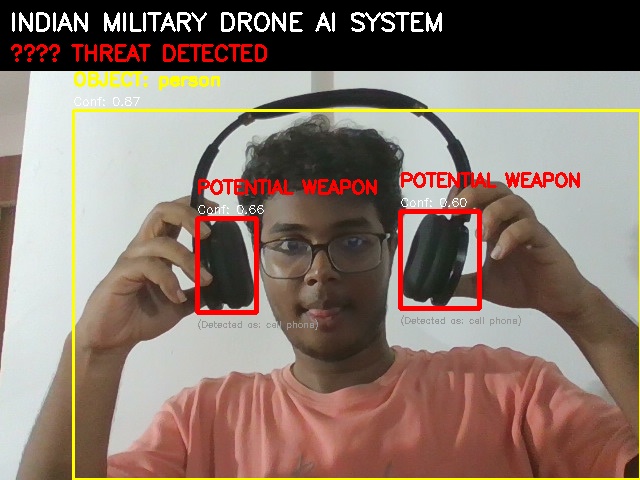 INDIAN MILITARY DRONE AI SYSTEM
???? THREAT DETECTED
OBJECT: person
Conf: 0.87
POTENTIAL WEAPON
Conf: 0.66
(Detected as: cell phone)
POTENTIAL WEAPON
Conf: 0.60
(Detected as: cell phone)